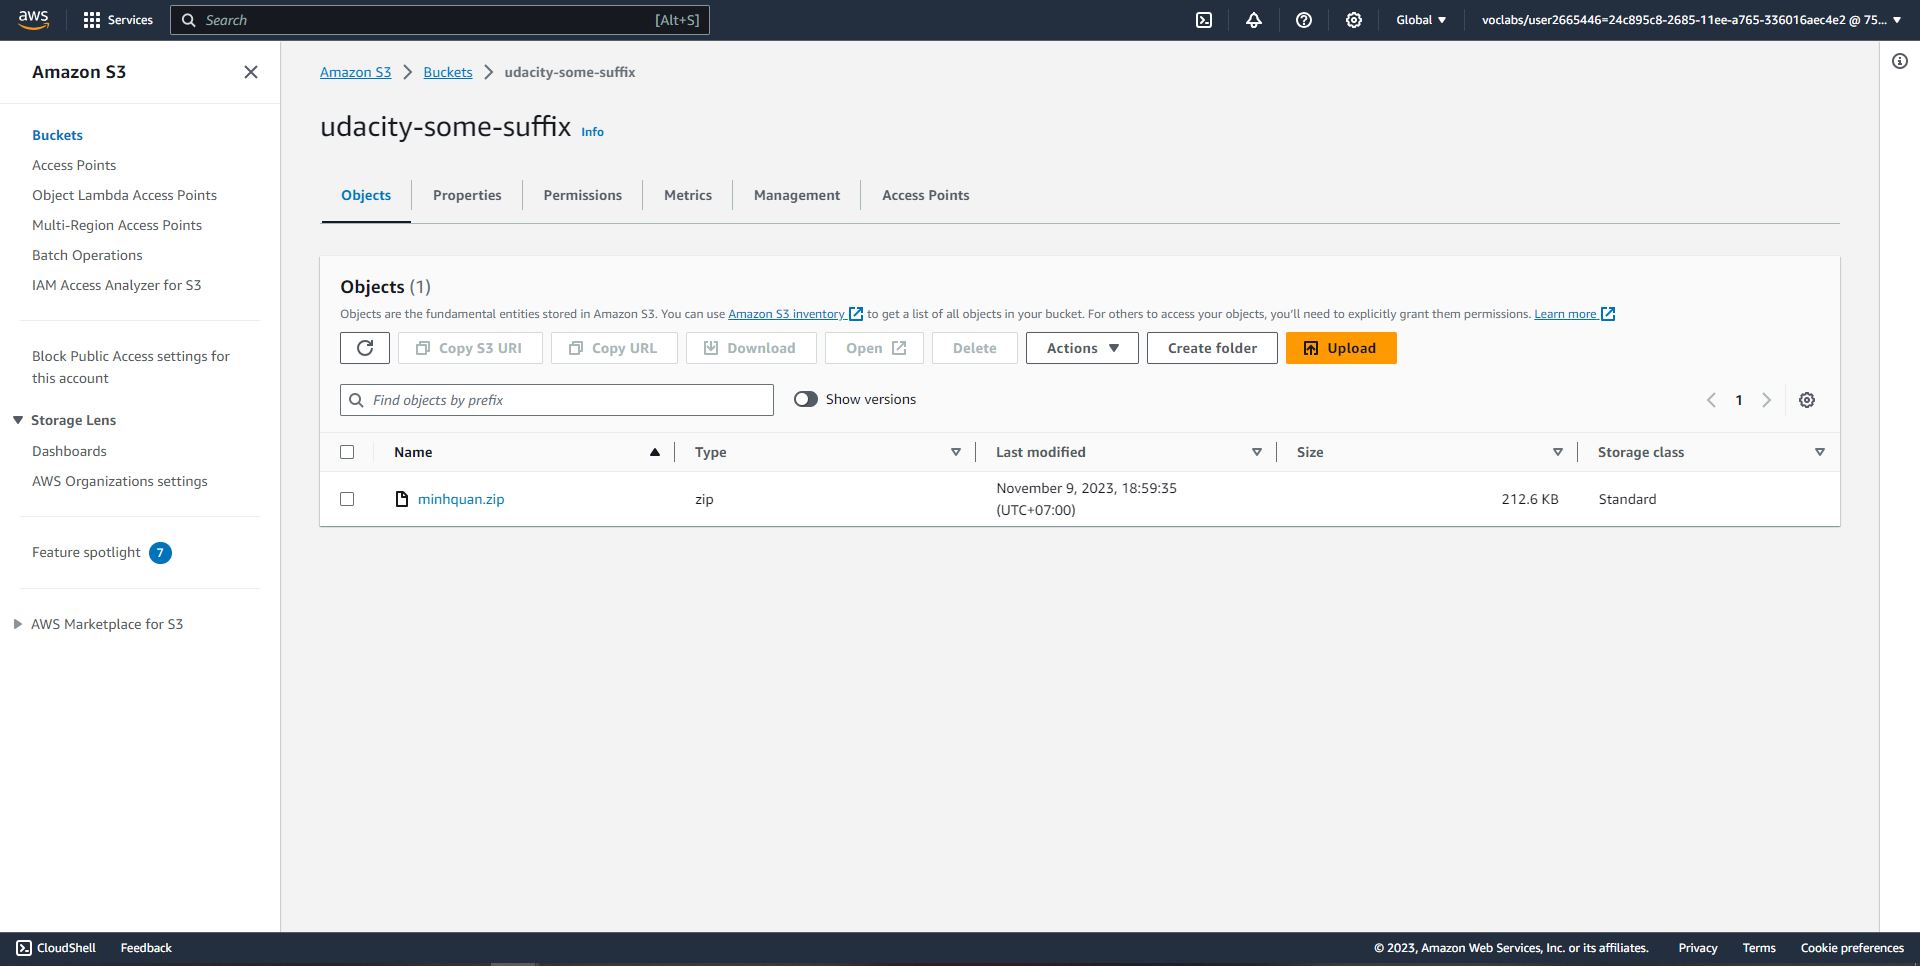 aws
Services
Search
[Alt+S]
Global
voclabs/user2665446=24c895c8-2685-11ee-a765-336016aec4e2 @ 75...
Amazon S3
Buckets
Access Points
Object Lambda Access Points
Multi-Region Access Points
Batch Operations
IAM Access Analyzer for S3
Block Public Access settings for
this account
Storage Lens
Dashboards
AWS Organizations settings
Feature spotlight 7
AWS Marketplace for S3
Amazon S3 > Buckets > udacity-some-suffix
udacity-some-suffix Info
Objects
Properties
Permissions
Metrics
Management
Access Points
Objects (1)
Objects are the fundamental entities stored in Amazon S3. You can use Amazon S3 inventory to get a list of all objects in your bucket. For others to access your objects, you'll need to explicitly grant them permissions. Learn more
Copy S3 URI
Copy URL
Download
Open
Delete
Actions
Create folder
Upload
Find objects by prefix
Show versions
1
Name
Type
Last modified
Size
Storage class
minhquan.zip
zip
November 9, 2023, 18:59:35
(UTC+07:00)
212.6 KB
Standard
CloudShell
Feedback
© 2023, Amazon Web Services, Inc. or its affiliates.
Privacy
Terms
Cookie preferences